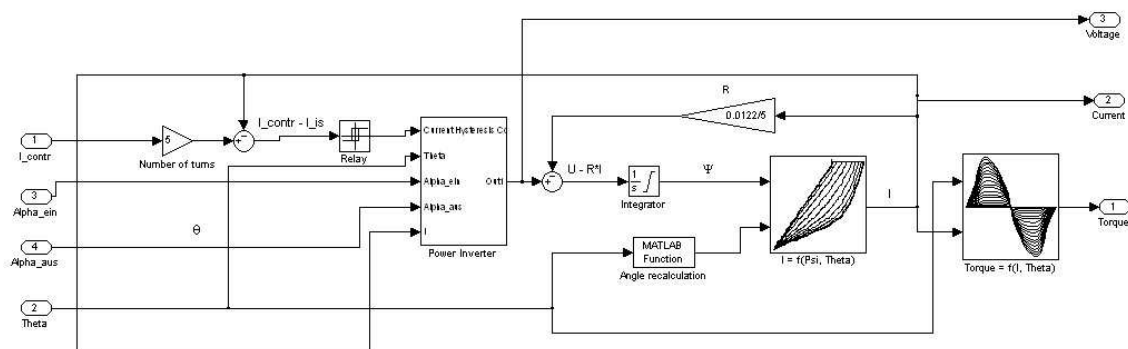 3
Voltage
R
0.0122/5
2
Current
1
I_contr
5
Number of turns
I_contr - I_is
Relay
Current Hysteresis Co
Theta
Alpha_ein
Alpha_aus
I
Out1
Power Inverter
U - R*I
1
s
Integrator
Ψ
I = f(Psi, Theta)
I
Torque = f(I, Theta)
1
Torque
3
Alpha_ein
4
Alpha_aus
θ
MATLAB
Function
Angle recalculation
2
Theta